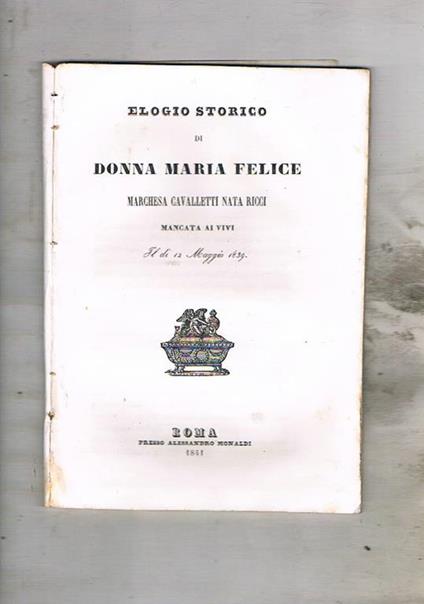 ELOGIO STORICO
DI
DONNA MARIA FELICE
MARCHESA CAVALLETTI NATA RICCI
MANCATA AI VIVI
Il dì 12 Maggio 1839.
ROMA
PRESSO ALESSANDRO MONALDI
1841